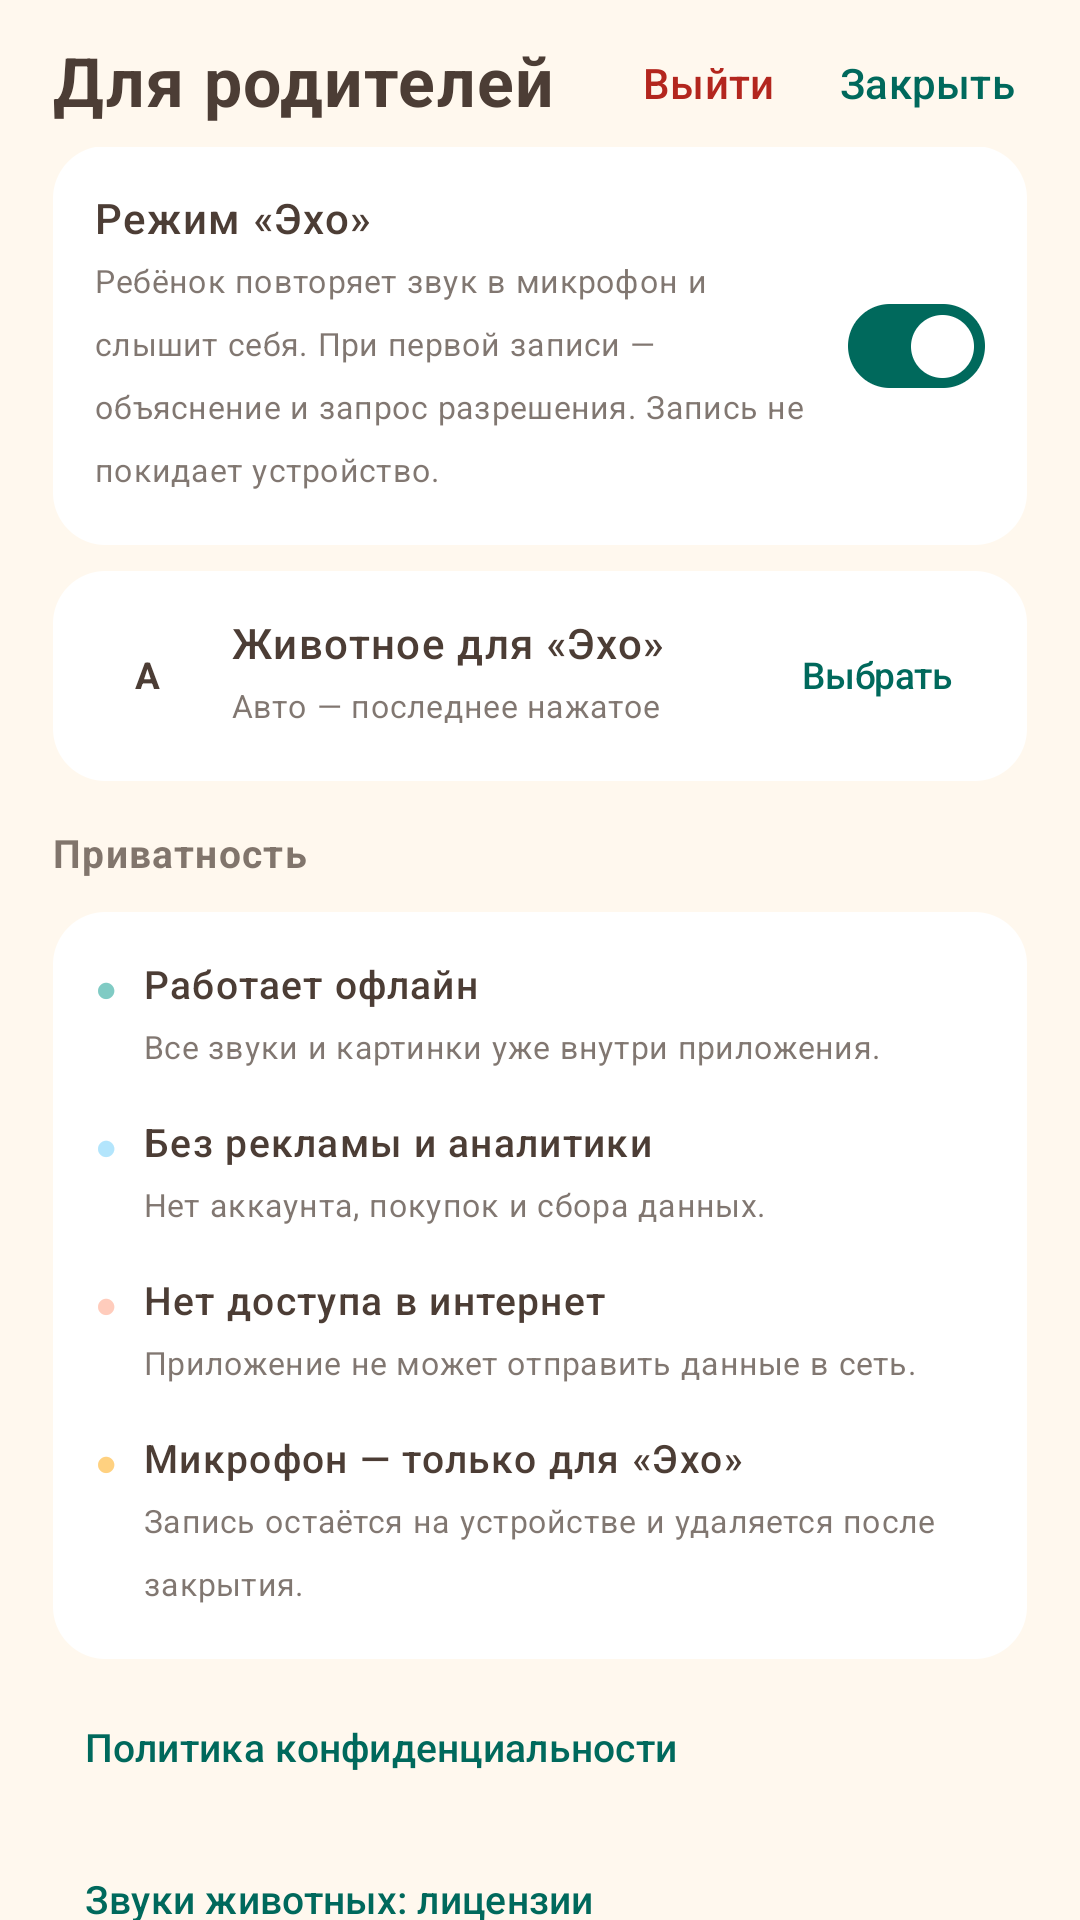 Для родителей
Выйти
Закрыть
Режим «Эхо»
Ребёнок повторяет звук в микрофон и
слышит себя. При первой записи —
объяснение и запрос разрешения. Запись не
покидает устройство.
А
Животное для «Эхо»
Авто — последнее нажатое
Выбрать
Приватность
Работает офлайн
Все звуки и картинки уже внутри приложения.
Без рекламы и аналитики
Нет аккаунта, покупок и сбора данных.
Нет доступа в интернет
Приложение не может отправить данные в сеть.
Микрофон — только для «Эхо»
Запись остаётся на устройстве и удаляется после
закрытия.
Политика конфиденциальности
Звуки животных: лицензии